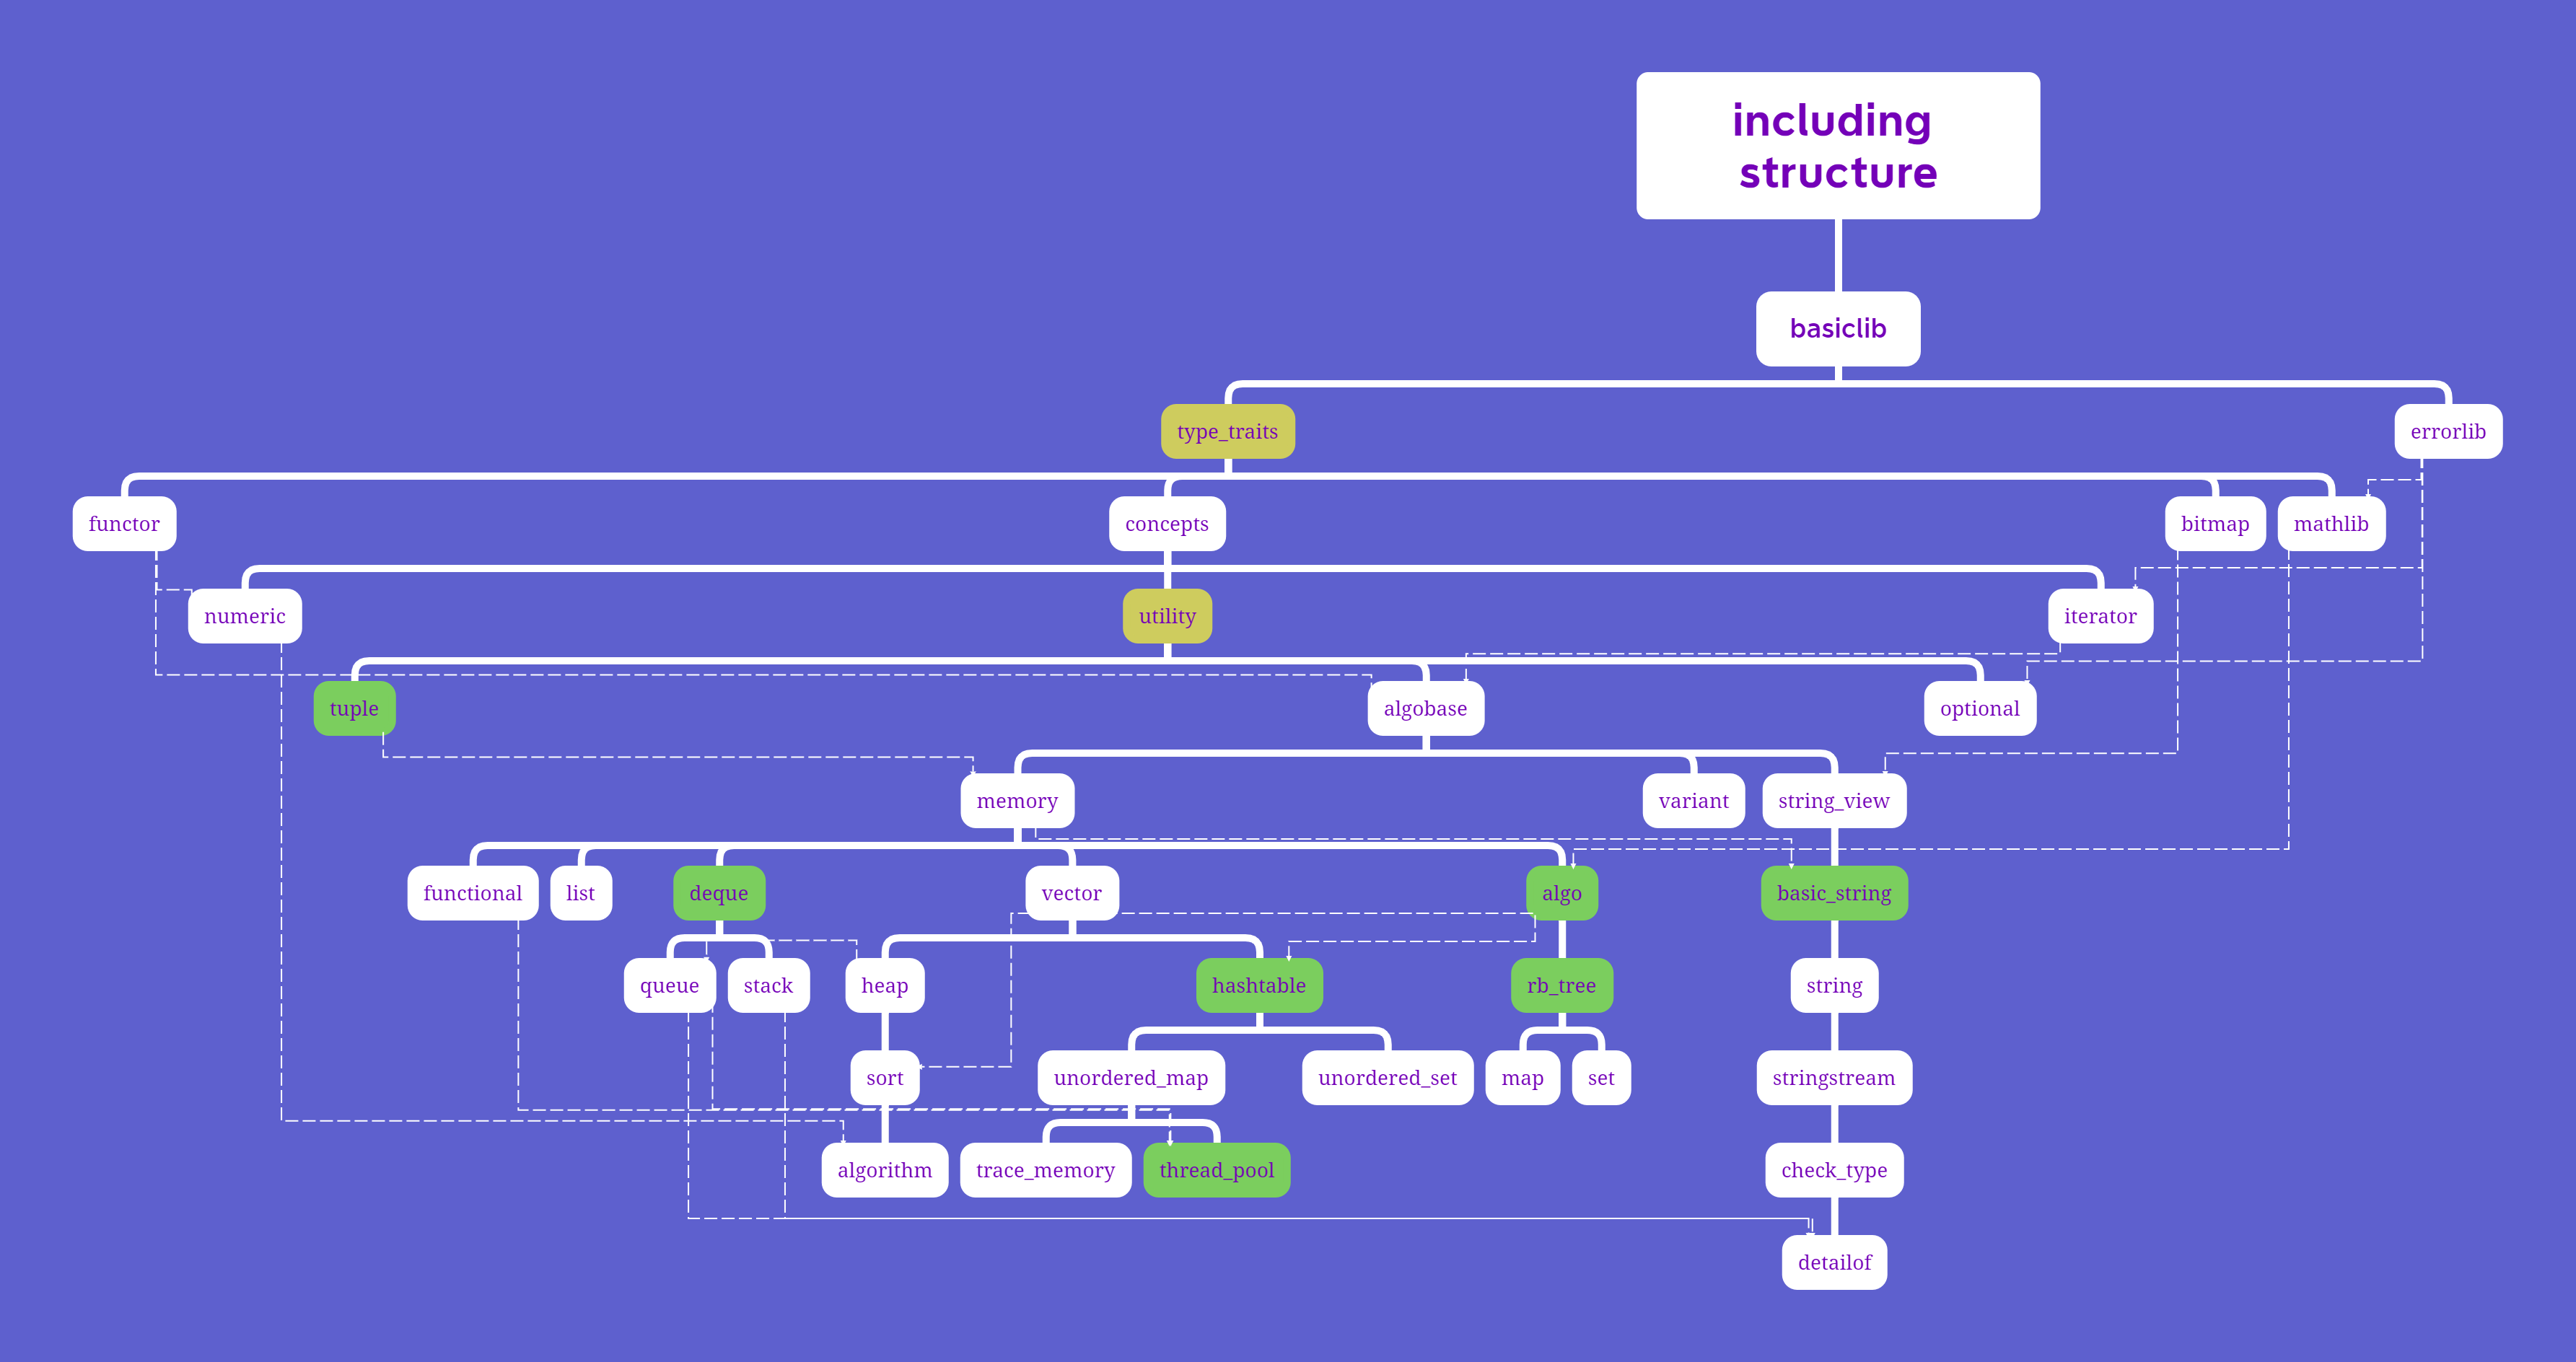 including
structure
basiclib
type_traits
errorlib
functor
concepts
bitmap
mathlib
numeric
utility
iterator
tuple
algobase
optional
memory
variant
string_view
functional
list
deque
vector
algo
basic_string
queue
stack
heap
hashtable
rb_tree
string
sort
unordered_map
unordered_set
map
set
stringstream
algorithm
trace_memory
thread_pool
check_type
detailof